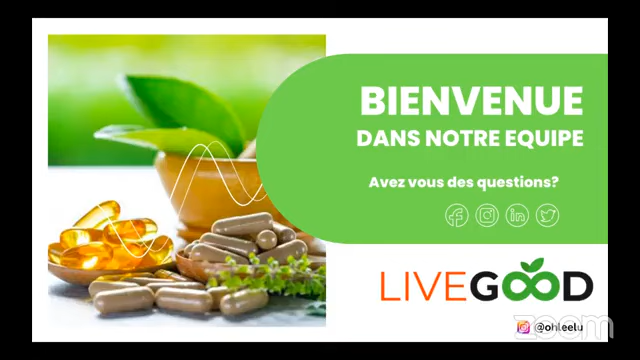 BIENVENUE
DANS NOTRE EQUIPE
Avez vous des questions?
LIVEGOOD
@ohleelu
zoom